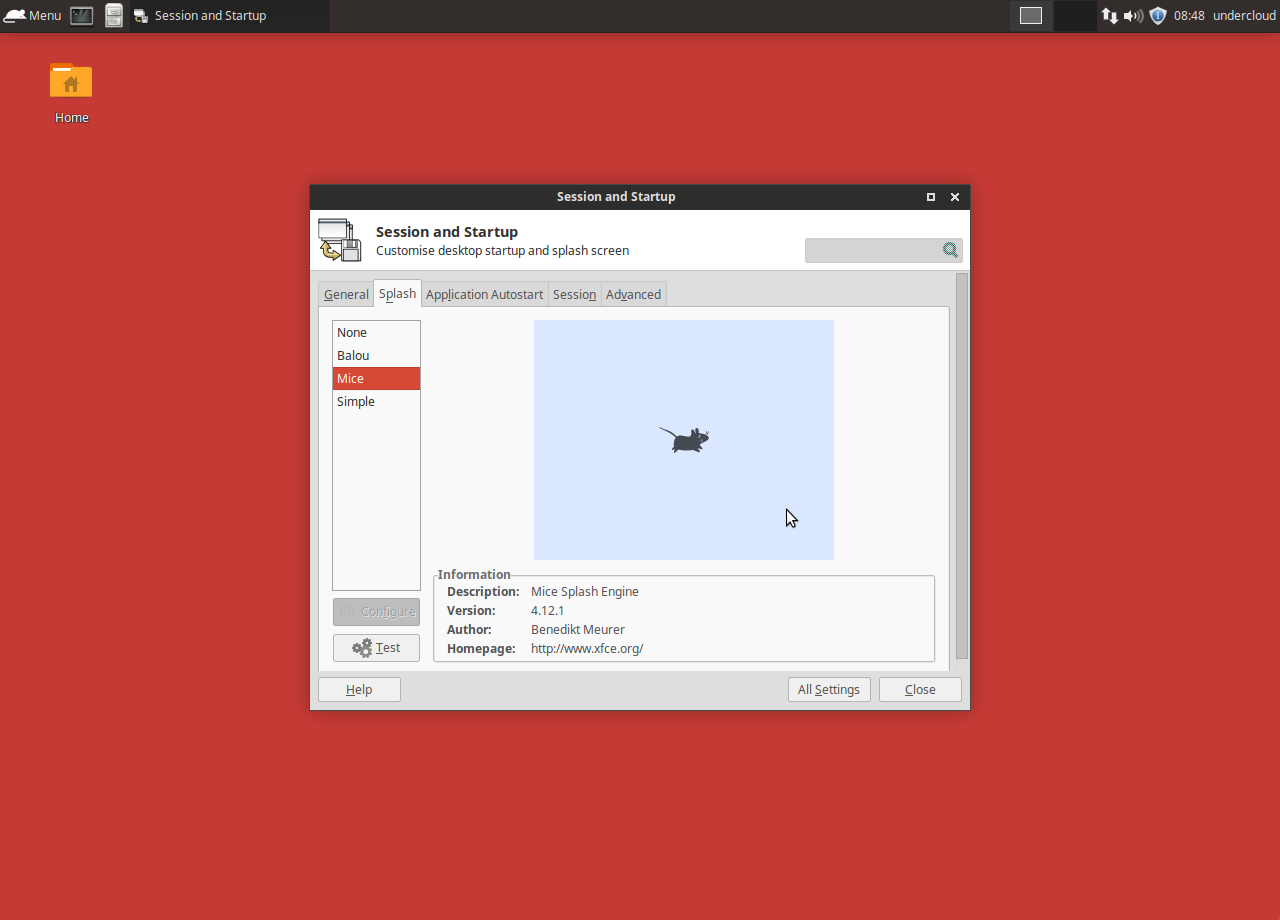 Menu
Session and Startup
08:48
undercloud
Home
Session and Startup
Session and Startup
Customise desktop startup and splash screen
General
Splash
Application Autostart
Session
Advanced
None
Balou
Mice
Simple
Configure
Test
Information
Description: Mice Splash Engine
Version: 4.12.1
Author: Benedikt Meurer
Homepage: http://www.xfce.org/
Help
All Settings
Close